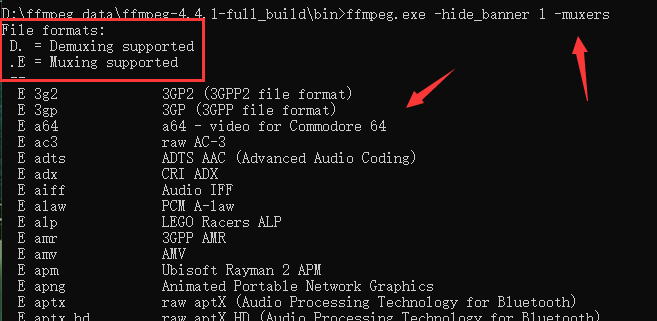 D:\ffmpeg_data\ffmpeg-4.4.1-full_build\bin>ffmpeg.exe -hide_banner 1 -muxers
File formats:
D. = Demuxing supported
.E = Muxing supported
--
E 3g2 3GP2 (3GPP2 file format)
E 3gp 3GP (3GPP file format)
E a64 a64 - video for Commodore 64
E ac3 raw AC-3
E adts ADTS AAC (Advanced Audio Coding)
E adx CRI ADX
E aiff Audio IFF
E alaw PCM A-law
E alp LEGO Racers ALP
E amr 3GPP AMR
E amv AMV
E apm Ubisoft Rayman 2 APM
E apng Animated Portable Network Graphics
E aptx raw aptX (Audio Processing Technology for Bluetooth)
E aptx_hd raw aptX HD (Audio Processing Technology for Bluetooth)